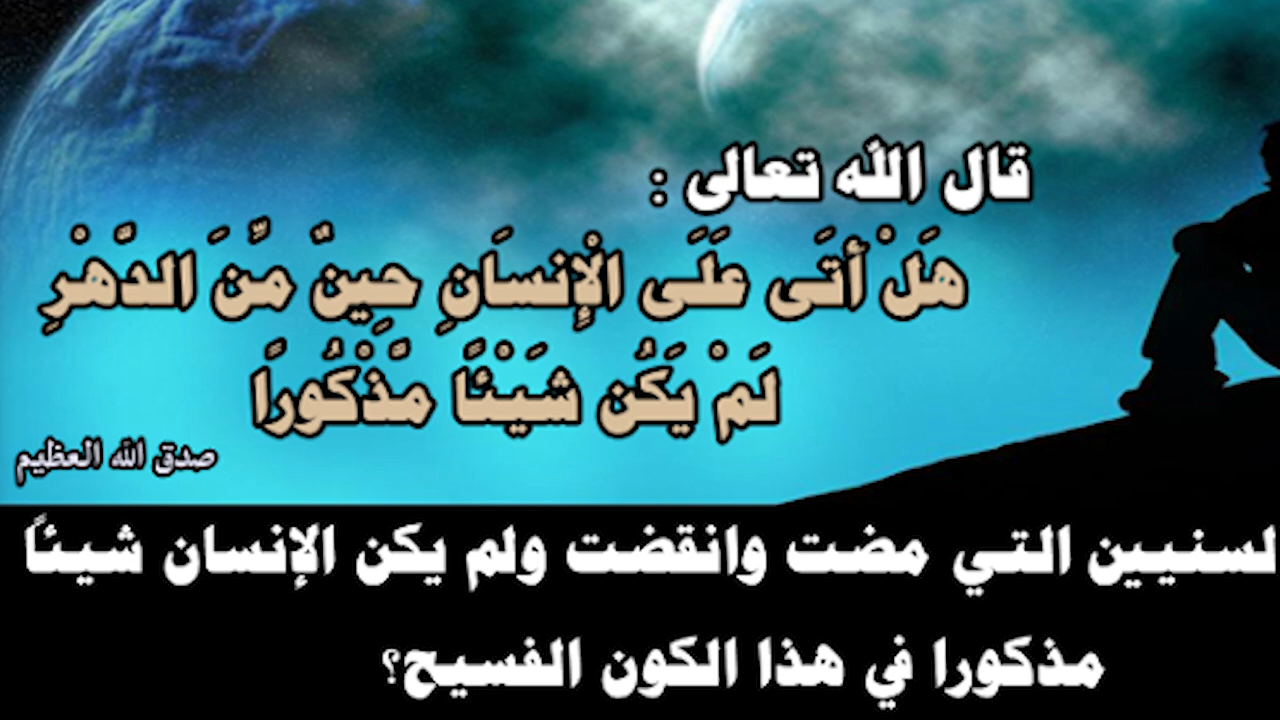 قال الله تعالى :
هَلْ أَتَى عَلَى الْإِنسَانِ حِينٌ مِّنَ الدَّهْرِ
لَمْ يَكُن شَيْئًا مَّذْكُورًا
صدق الله العظيم
لسنيين التي مضت وانقضت ولم يكن الإنسان شيئاً
مذكورا في هذا الكون الفسيح؟